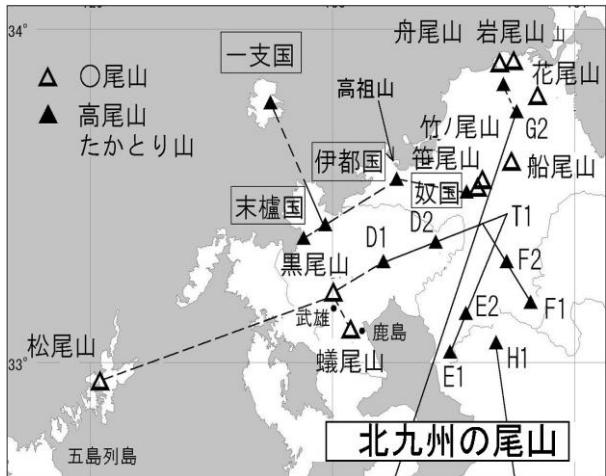 34°
舟尾山 岩尾山 山
一支国
△ 〇尾山
▲ 高尾山
たかとり山
花尾山
高祖山
竹ノ尾山
G2
伊都国
笹尾山
船尾山
奴国
末櫨国
T1
D2
D1
黒尾山
F2
武雄
鹿島
E2
F1
松尾山
33°
蟻尾山
E1
H1
北九州の尾山
五島列島